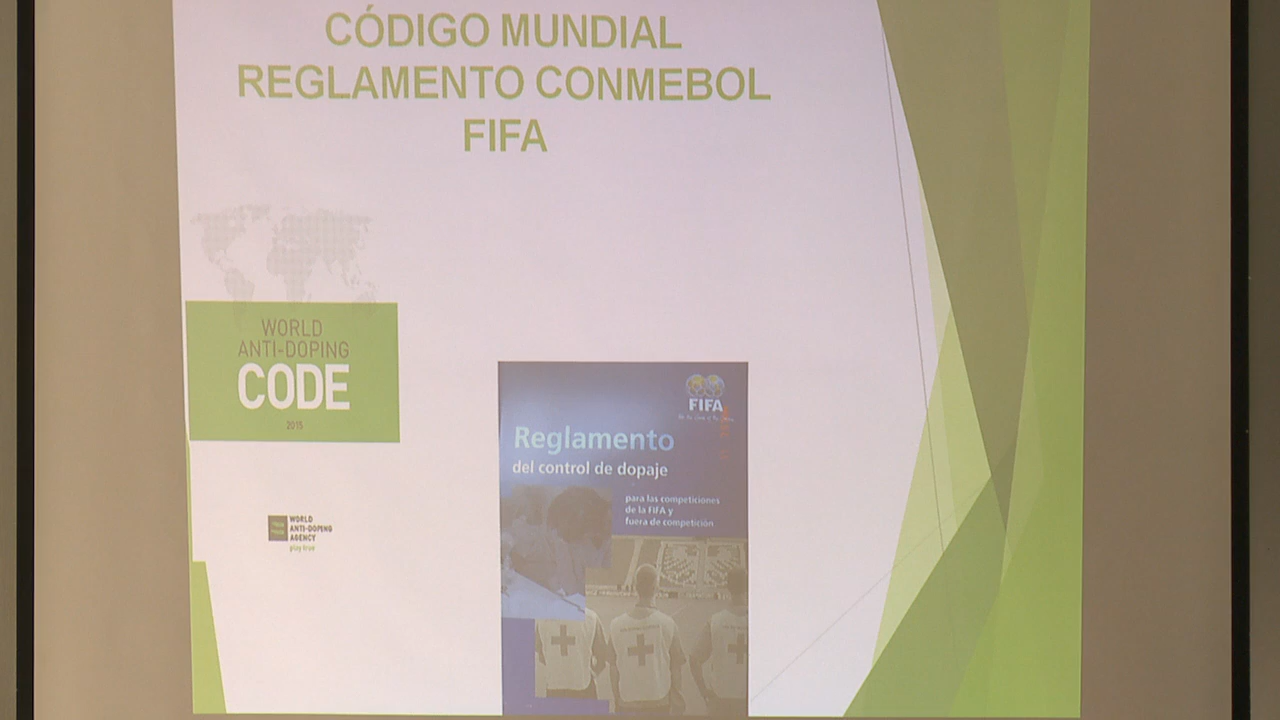 CÓDIGO MUNDIAL
REGLAMENTO CONMEBOL
FIFA
WORLD
ANTI-DOPING
CODE
2015
WORLD
ANTI-DOPING
AGENCY
play true
FIFA
Reglamento
del control de dopaje
para las competiciones
de la FIFA y
fuera de competición